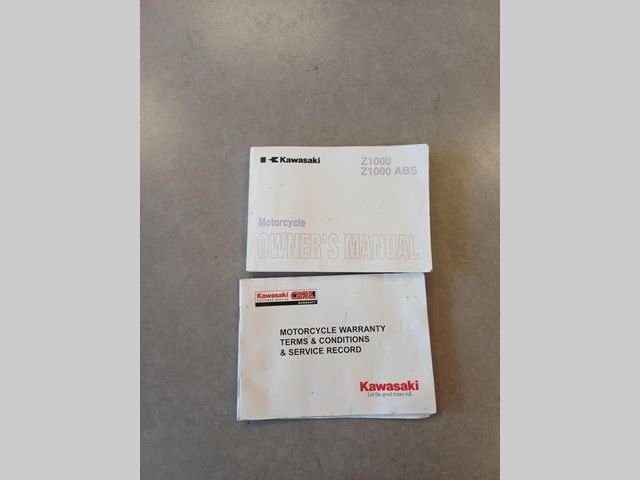 Kawasaki
Z1000
Z1000 ABS
Motorcycle
OWNER'S MANUAL
Kawasaki
WARRANTY
MOTORCYCLE WARRANTY
TERMS & CONDITIONS
& SERVICE RECORD
Kawasaki
Let the good times roll.